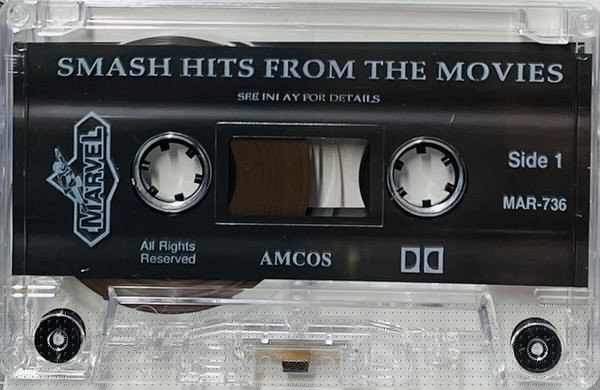 SMASH HITS FROM THE MOVIES
SEE INLAY FOR DETAILS
MARVEL
Side 1
MAR-736
All Rights
Reserved
AMCOS